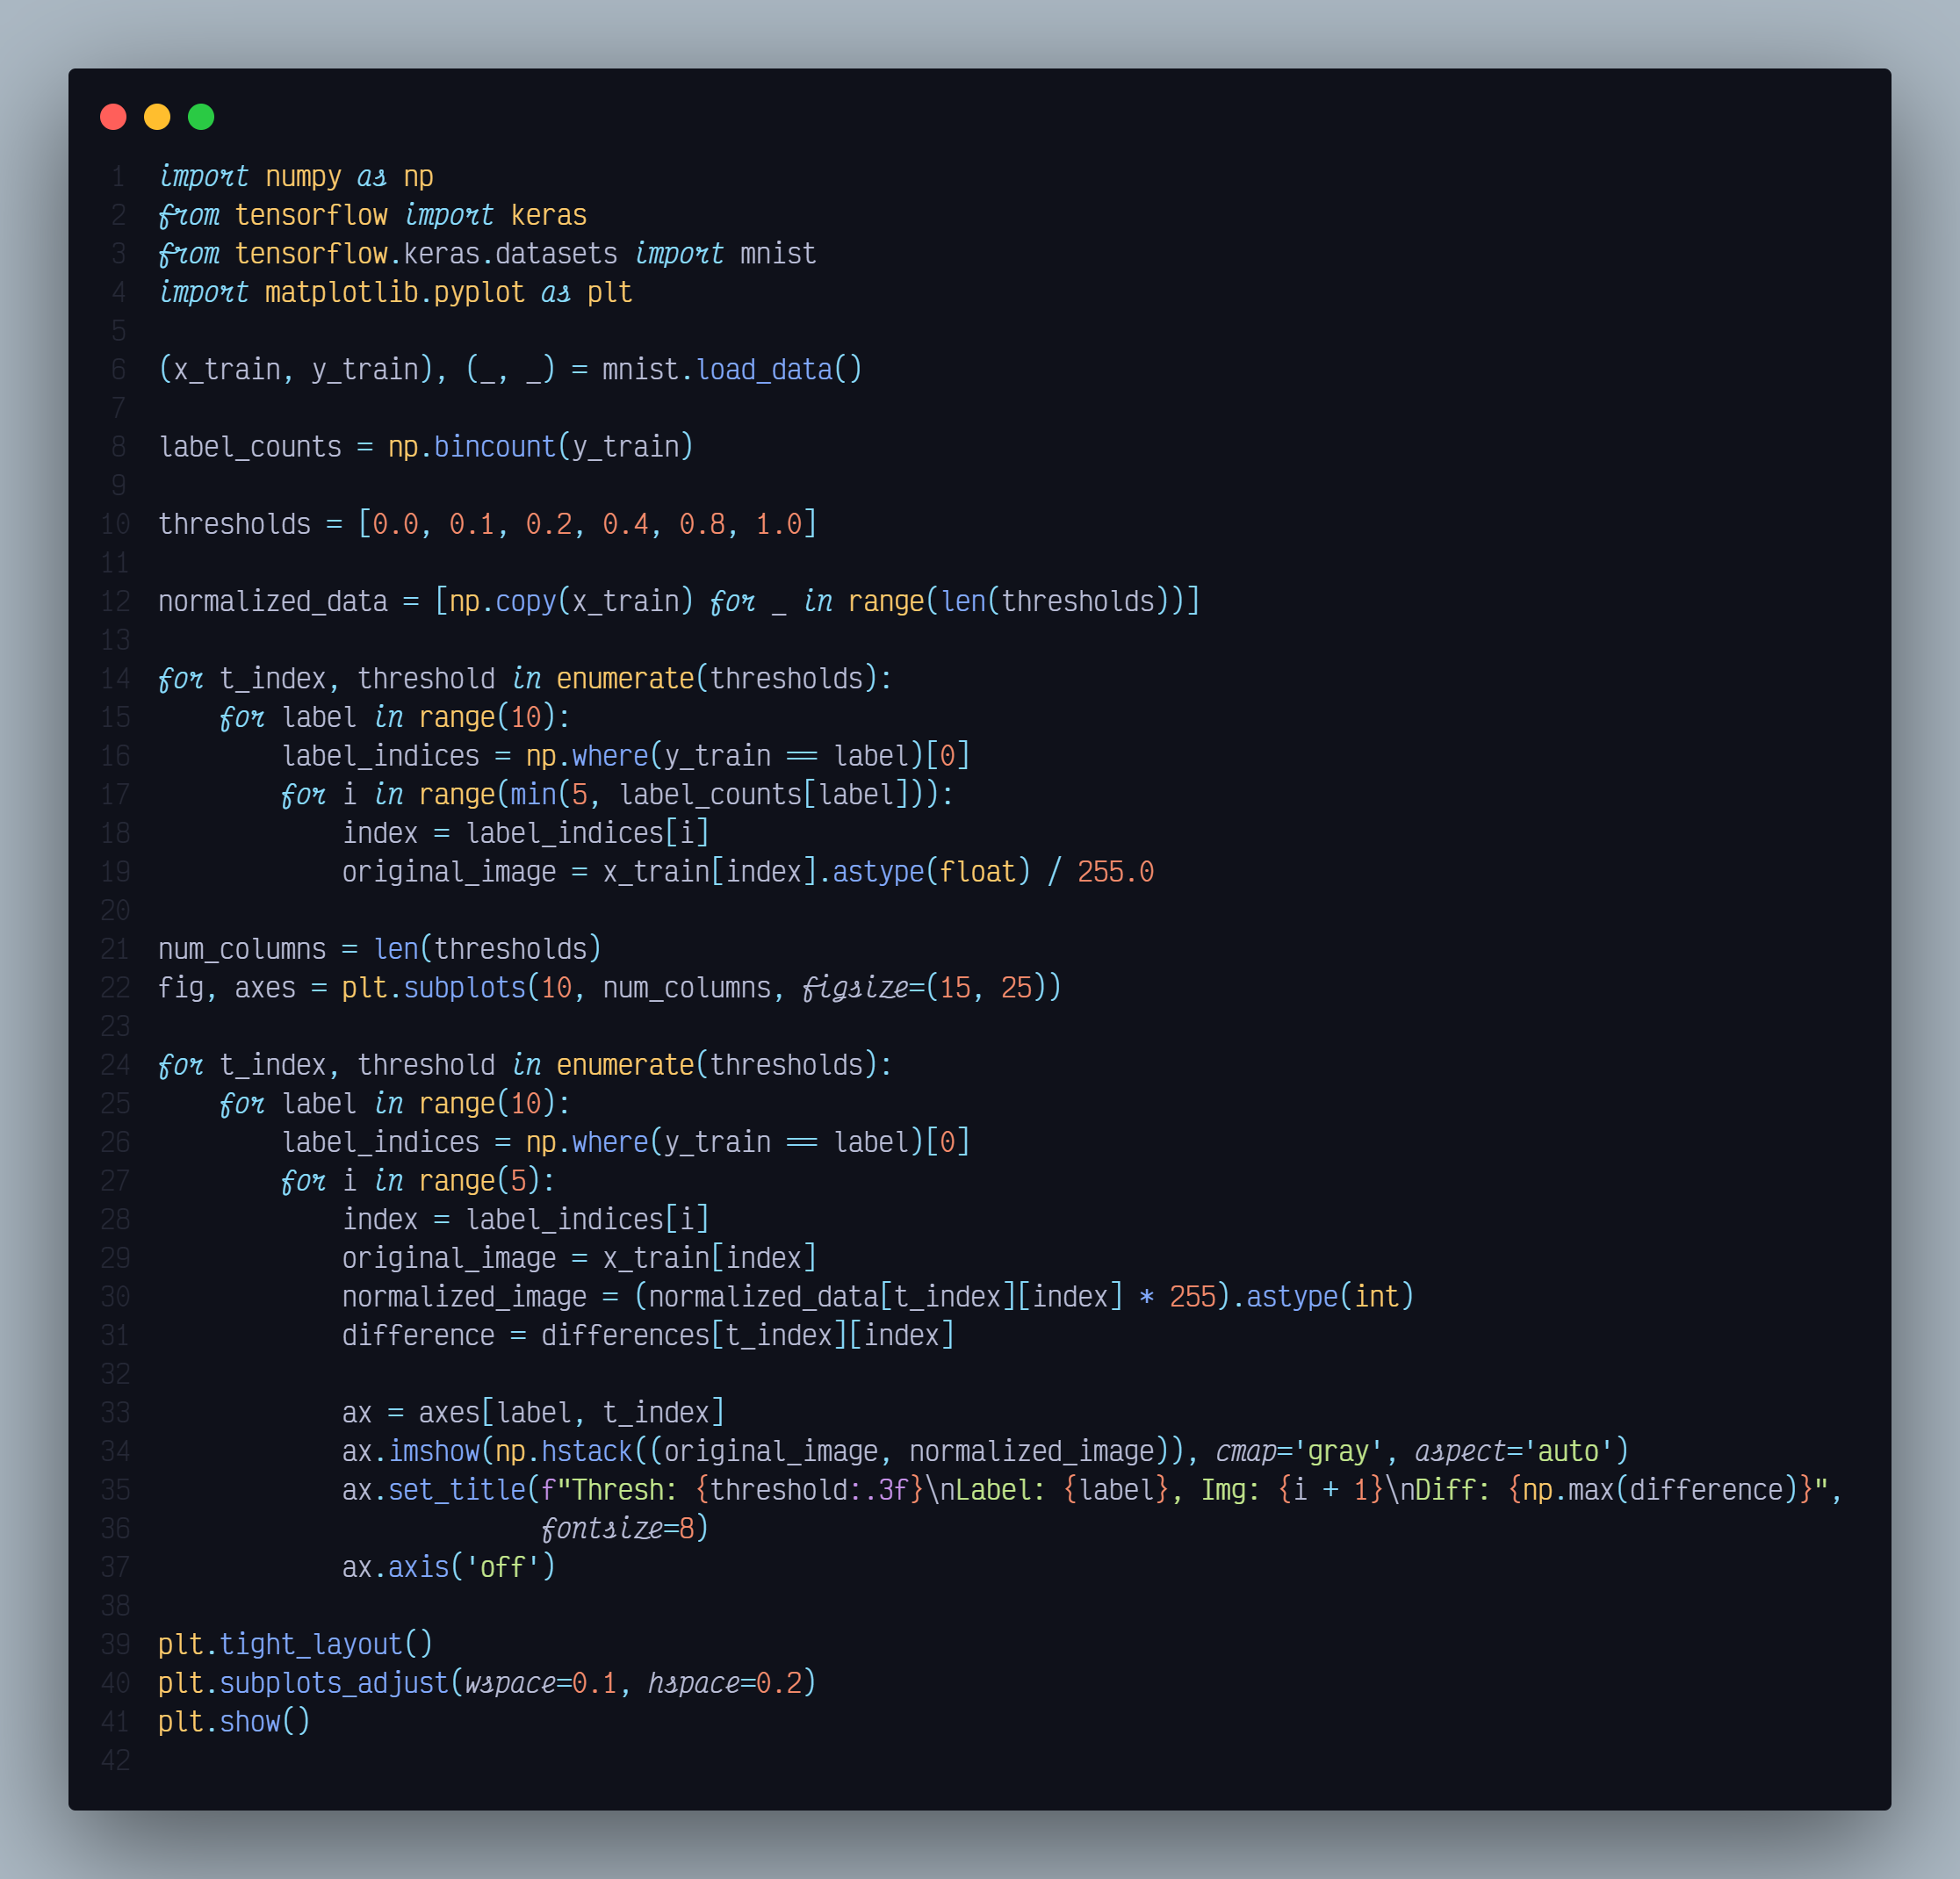 1 import numpy as np
2 from tensorflow import keras
3 from tensorflow.keras.datasets import mnist
4 import matplotlib.pyplot as plt
5
6 (x_train, y_train), (_, _) = mnist.load_data()
7
8 label_counts = np.bincount(y_train)
9
10 thresholds = [0.0, 0.1, 0.2, 0.4, 0.8, 1.0]
11
12 normalized_data = [np.copy(x_train) for _ in range(len(thresholds))]
13
14 for t_index, threshold in enumerate(thresholds):
15     for label in range(10):
16         label_indices = np.where(y_train == label)[0]
17         for i in range(min(5, label_counts[label])):
18             index = label_indices[i]
19             original_image = x_train[index].astype(float) / 255.0
20
21 num_columns = len(thresholds)
22 fig, axes = plt.subplots(10, num_columns, figsize=(15, 25))
23
24 for t_index, threshold in enumerate(thresholds):
25     for label in range(10):
26         label_indices = np.where(y_train == label)[0]
27         for i in range(5):
28             index = label_indices[i]
29             original_image = x_train[index]
30             normalized_image = (normalized_data[t_index][index] * 255).astype(int)
31             difference = differences[t_index][index]
32
33             ax = axes[label, t_index]
34             ax.imshow(np.hstack((original_image, normalized_image)), cmap='gray', aspect='auto')
35             ax.set_title(f"Thresh: {threshold:.3f}\nLabel: {label}, Img: {i + 1}\nDiff: {np.max(difference)}",
36                          fontsize=8)
37             ax.axis('off')
38
39 plt.tight_layout()
40 plt.subplots_adjust(wspace=0.1, hspace=0.2)
41 plt.show()
42